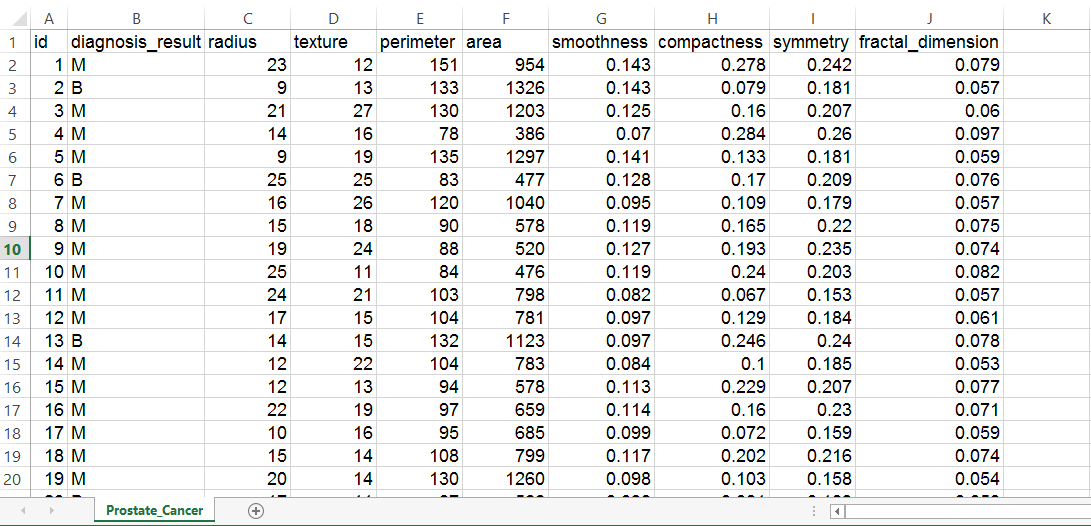 A B C D E F G H I J K
1 id diagnosis_result radius texture perimeter area smoothness compactness symmetry fractal_dimension
2 1 M 23 12 151 954 0.143 0.278 0.242 0.079
3 2 B 9 13 133 1326 0.143 0.079 0.181 0.057
4 3 M 21 27 130 1203 0.125 0.16 0.207 0.06
5 4 M 14 16 78 386 0.07 0.284 0.26 0.097
6 5 M 9 19 135 1297 0.141 0.133 0.181 0.059
7 6 B 25 25 83 477 0.128 0.17 0.209 0.076
8 7 M 16 26 120 1040 0.095 0.109 0.179 0.057
9 8 M 15 18 90 578 0.119 0.165 0.22 0.075
10 9 M 19 24 88 520 0.127 0.193 0.235 0.074
11 10 M 25 11 84 476 0.119 0.24 0.203 0.082
12 11 M 24 21 103 798 0.082 0.067 0.153 0.057
13 12 M 17 15 104 781 0.097 0.129 0.184 0.061
14 13 B 14 15 132 1123 0.097 0.246 0.24 0.078
15 14 M 12 22 104 783 0.084 0.1 0.185 0.053
16 15 M 12 13 94 578 0.113 0.229 0.207 0.077
17 16 M 22 19 97 659 0.114 0.16 0.23 0.071
18 17 M 10 16 95 685 0.099 0.072 0.159 0.059
19 18 M 15 14 108 799 0.117 0.202 0.216 0.074
20 19 M 20 14 130 1260 0.098 0.103 0.158 0.054
Prostate_Cancer